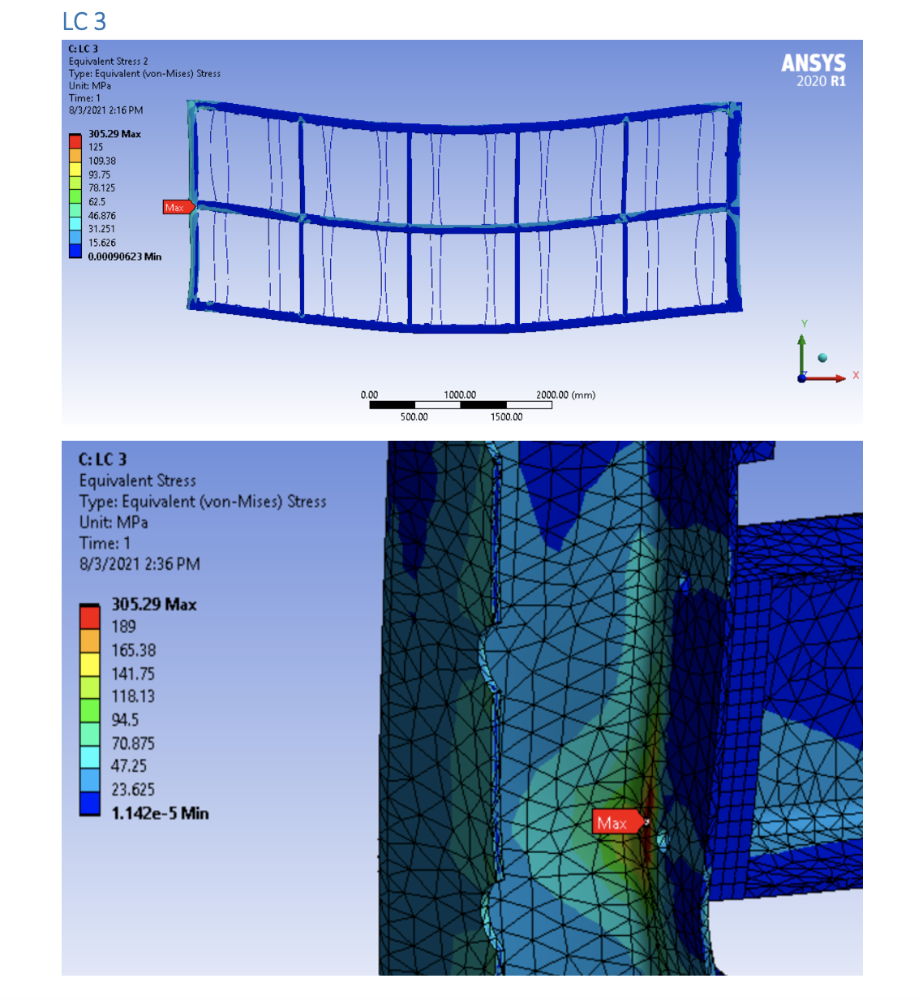 LC 3
C: LC 3
Equivalent Stress 2
Type: Equivalent (von-Mises) Stress
Unit: MPa
Time: 1
8/3/2021 2:16 PM
305.29 Max
125
109.38
93.75
78.125
62.5
46.876
31.251
15.626
0.00090623 Min
ANSYS
2020 R1
Max
Y
Z
X
0.00 1000.00 2000.00 (mm)
500.00 1500.00
C: LC 3
Equivalent Stress
Type: Equivalent (von-Mises) Stress
Unit: MPa
Time: 1
8/3/2021 2:36 PM
305.29 Max
189
165.38
141.75
118.13
94.5
70.875
47.25
23.625
1.142e-5 Min
Max